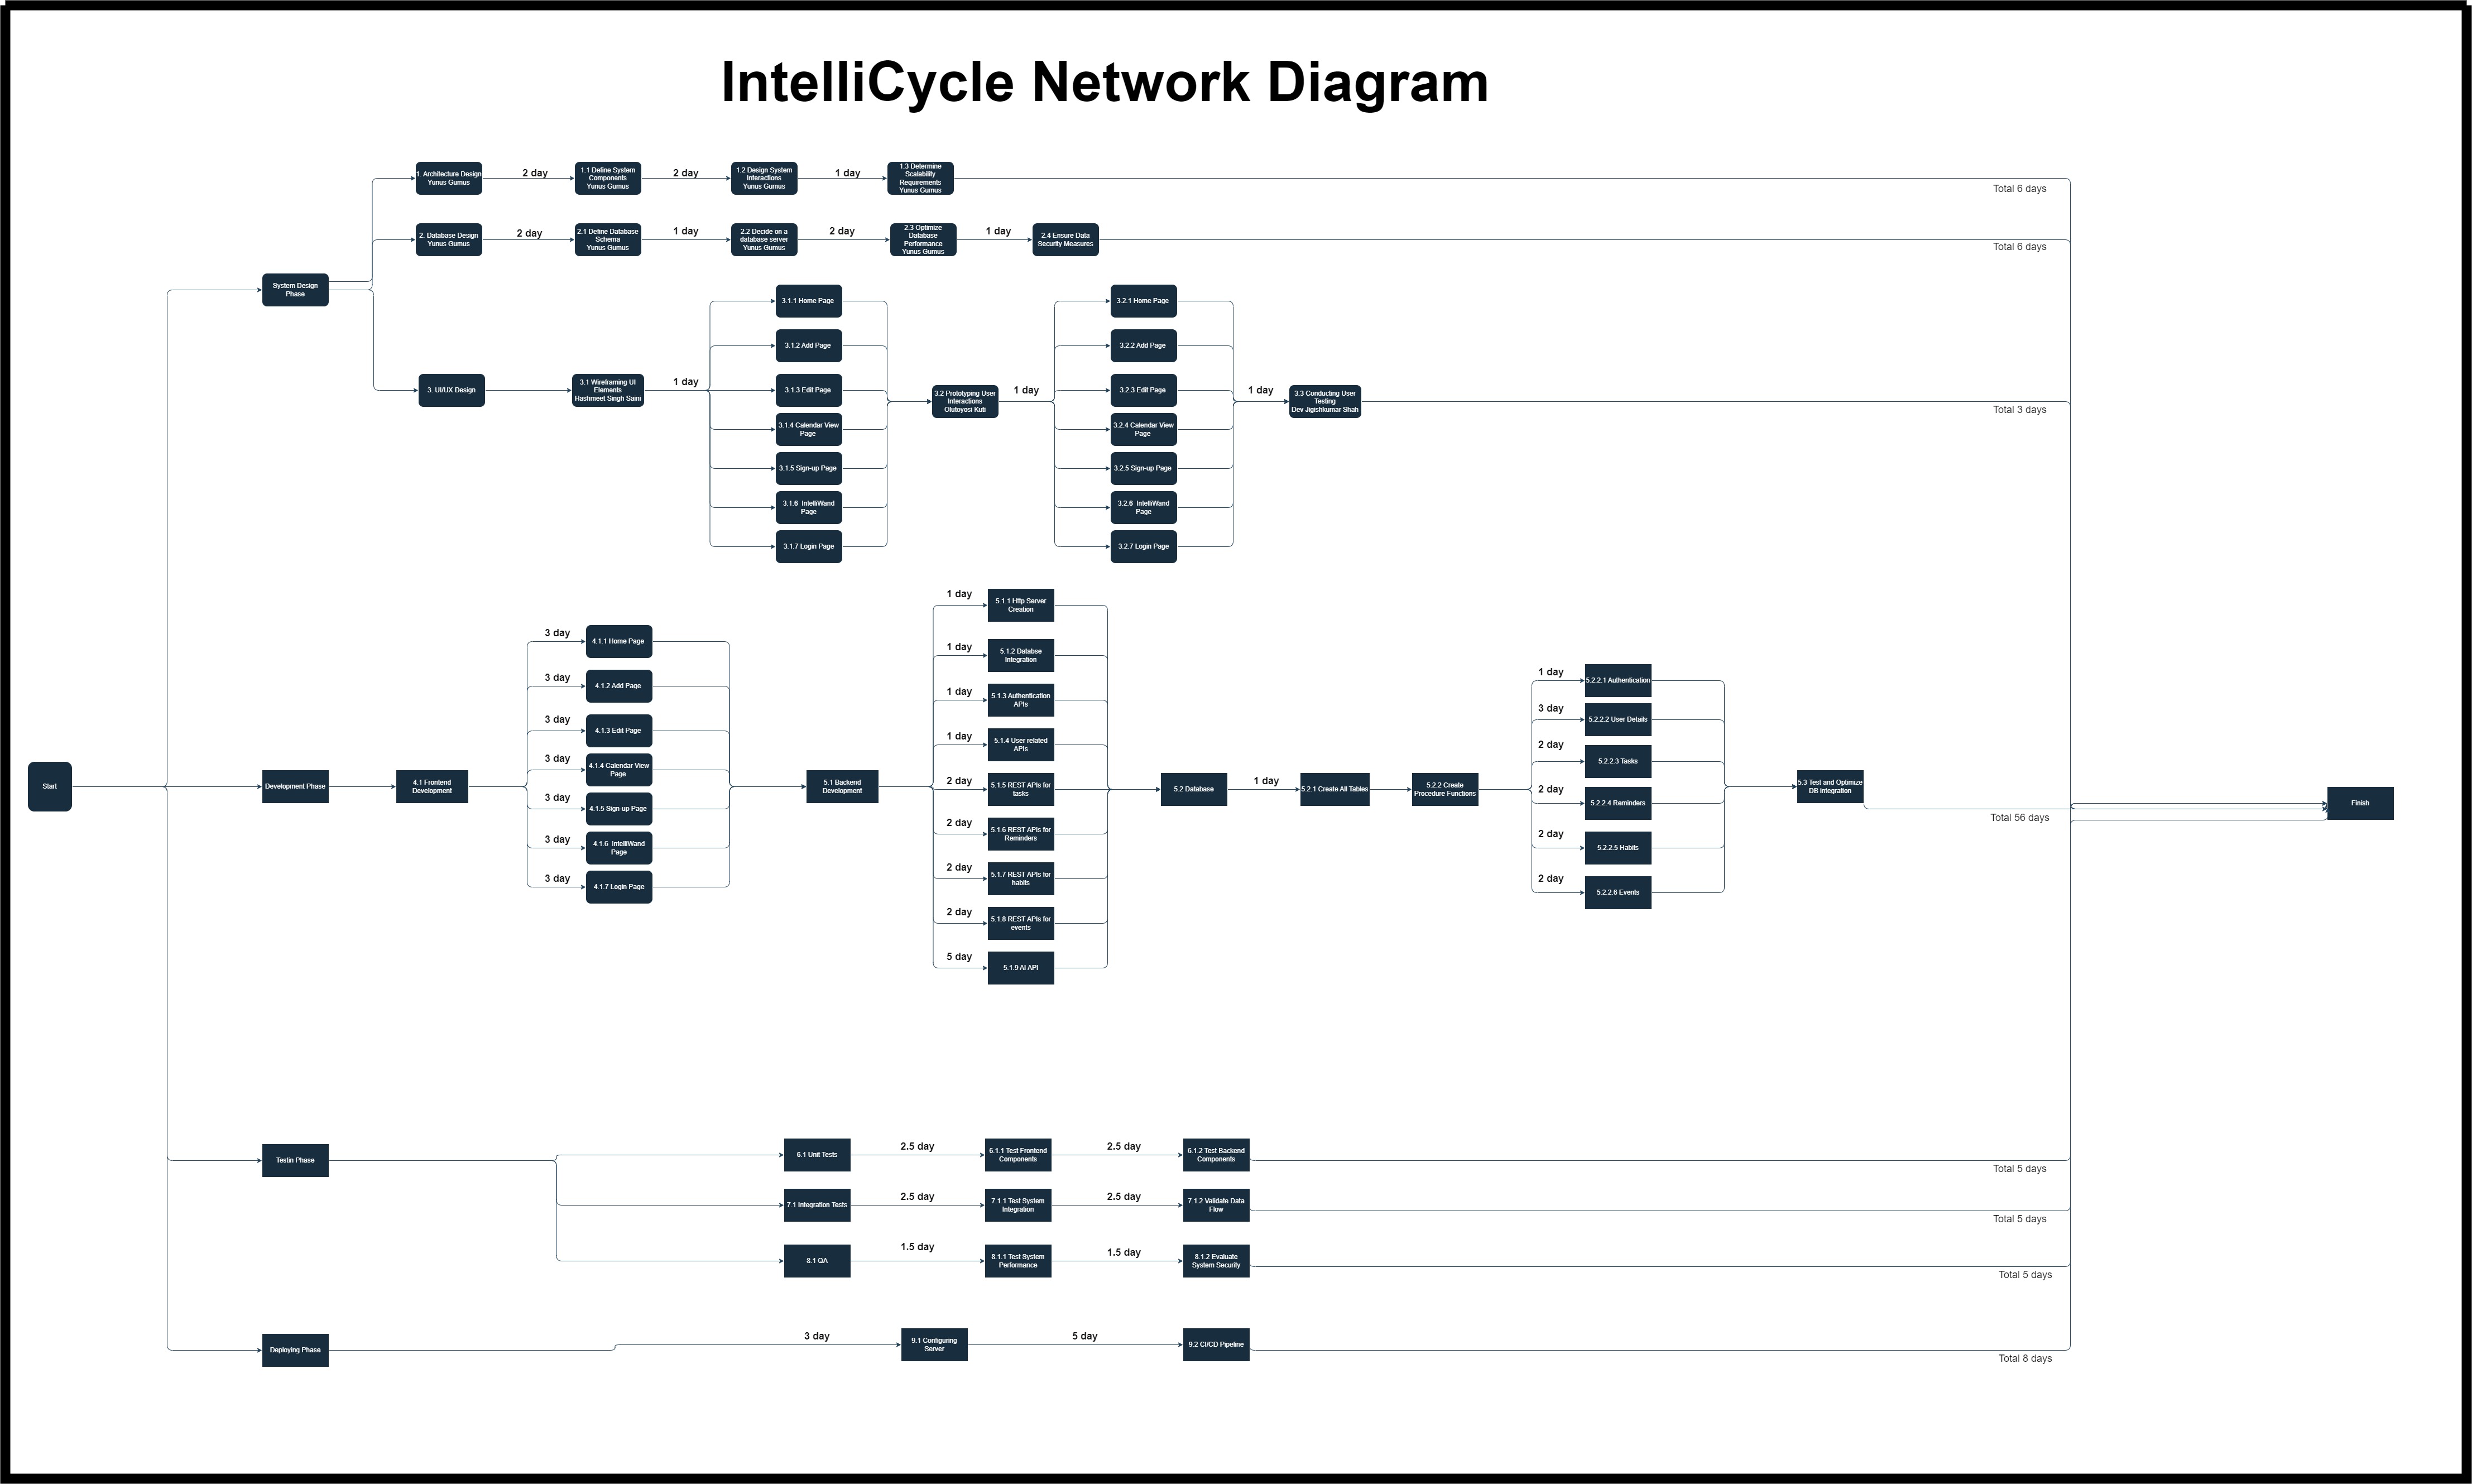 IntelliCycle Network Diagram
1. Architecture Design
Yunus Gumus
2 day
1.1 Define System
Components
Yunus Gumus
2 day
1.2 Design System
Interactions
Yunus Gumus
1 day
1.3 Determine
Scalability
Requirements
Yunus Gumus
Total 6 days
2. Database Design
Yunus Gumus
2 day
2.1 Define Database
Schema
Yunus Gumus
1 day
2.2 Decide on a
database server
Yunus Gumus
2 day
2.3 Optimize
Database
Performance
Yunus Gumus
1 day
2.4 Ensure Data
Security Measures
Total 6 days
System Design
Phase
3. UI/UX Design
3.1 Wireframing UI
Elements
Hashmeet Singh Saini
1 day
3.1.1 Home Page
3.1.2 Add Page
3.1.3 Edit Page
3.1.4 Calendar View
Page
3.1.5 Sign-up Page
3.1.6 IntelliWand
Page
3.1.7 Login Page
3.2 Prototyping User
Interactions
Olutoyosi Kuti
1 day
3.2.1 Home Page
3.2.2 Add Page
3.2.3 Edit Page
3.2.4 Calendar View
Page
3.2.5 Sign-up Page
3.2.6 IntelliWand
Page
3.2.7 Login Page
1 day
3.3 Conducting User
Testing
Dev Jigishkumar Shah
Total 3 days
Start
Development Phase
4.1 Frontend
Development
3 day
4.1.1 Home Page
3 day
4.1.2 Add Page
3 day
4.1.3 Edit Page
3 day
4.1.4 Calendar View
Page
3 day
4.1.5 Sign-up Page
3 day
4.1.6 IntelliWand
Page
3 day
4.1.7 Login Page
5.1 Backend
Development
1 day
5.1.1 Http Server
Creation
1 day
5.1.2 Databse
Integration
1 day
5.1.3 Authentication
APIs
1 day
5.1.4 User related
APIs
2 day
5.1.5 REST APIs for
tasks
2 day
5.1.6 REST APIs for
Reminders
2 day
5.1.7 REST APIs for
habits
2 day
5.1.8 REST APIs for
events
5 day
5.1.9 AI API
5.2 Database
1 day
5.2.1 Create All Tables
5.2.2 Create
Procedure Functions
1 day
5.2.2.1 Authentication
3 day
5.2.2.2 User Details
2 day
5.2.2.3 Tasks
2 day
5.2.2.4 Reminders
2 day
5.2.2.5 Habits
2 day
5.2.2.6 Events
5.3 Test and Optimize
DB integration
Total 56 days
Finish
Testin Phase
6.1 Unit Tests
2.5 day
6.1.1 Test Frontend
Components
2.5 day
6.1.2 Test Backend
Components
Total 5 days
7.1 Integration Tests
2.5 day
7.1.1 Test System
Integration
2.5 day
7.1.2 Validate Data
Flow
Total 5 days
8.1 QA
1.5 day
8.1.1 Test System
Performance
1.5 day
8.1.2 Evaluate
System Security
Total 5 days
Deploying Phase
3 day
9.1 Configuring
Server
5 day
9.2 CI/CD Pipeline
Total 8 days